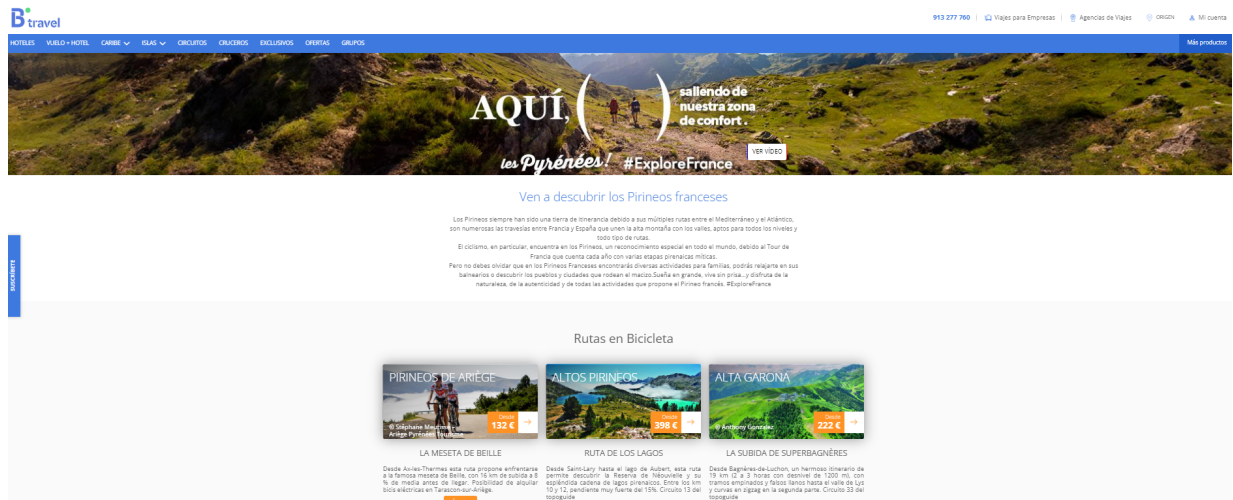 B travel
913 277 760 | Viajes para Empresas | Agencias de Viajes ORIGEN Mi cuenta
HOTELES VUELO + HOTEL CARIBE ISLAS CIRCUITOS CRUCEROS EXCLUSIVOS OFERTAS GRUPOS Más productos
AQUÍ, ( ) saliendo de
nuestra zona
de confort .
VER VÍDEO
les Pyrénées! #ExploreFrance
Ven a descubrir los Pirineos franceses
Los Pirineos siempre han sido una tierra de itinerancia debido a sus múltiples rutas entre el Mediterráneo y el Atlántico,
son numerosas las travesías entre Francia y España que unen la alta montaña con los valles, aptos para todos los niveles y
todo tipo de rutas.
El ciclismo, en particular, encuentra en los Pirineos, un reconocimiento especial en todo el mundo, debido al Tour de
Francia que cuenta cada año con varias etapas pirenaicas míticas.
Pero no debes olvidar que en los Pirineos Franceses encontrarás diversas actividades para familias, podrás relajarte en sus
balnearios o descubrir los pueblos y ciudades que rodean el macizo.Sueña en grande, vive sin prisa...y disfruta de la
naturaleza, de la autenticidad y de todas las actividades que propone el Pirineo francés. #ExploreFrance
SUSCRÍBETE
Rutas en Bicicleta
PIRINEOS DE ARIÈGE
Desde
132 €
© Stéphane Meurisse -
Ariège Pyrénées Tourisme
LA MESETA DE BEILLE
Desde Ax-les-Thermes esta ruta propone enfrentarse
a la famosa meseta de Beille, con 16 km de subida a 8
% de media antes de llegar. Posibilidad de alquilar
bicis eléctricas en Tarascon-sur-Ariège.
ALTOS PIRINEOS
Desde
398 €
RUTA DE LOS LAGOS
Desde Saint-Lary hasta el lago de Aubert, esta ruta
permite descubrir la Reserva de Néouvielle y su
espléndida cadena de lagos pirenaicos. Entre los km
10 y 12, pendiente muy fuerte del 15%. Circuito 13 del
topoguide
ALTA GARONA
Desde
222 €
© Anthony Gonzalez
LA SUBIDA DE SUPERBAGNÈRES
Desde Bagnères-de-Luchon, un hermoso itinerario de
19 km (2 a 3 horas con desnivel de 1200 m), con
tramos empinados y falsos llanos hasta el valle de Lys
y curvas en zigzag en la segunda parte. Circuito 33 del
topoguide